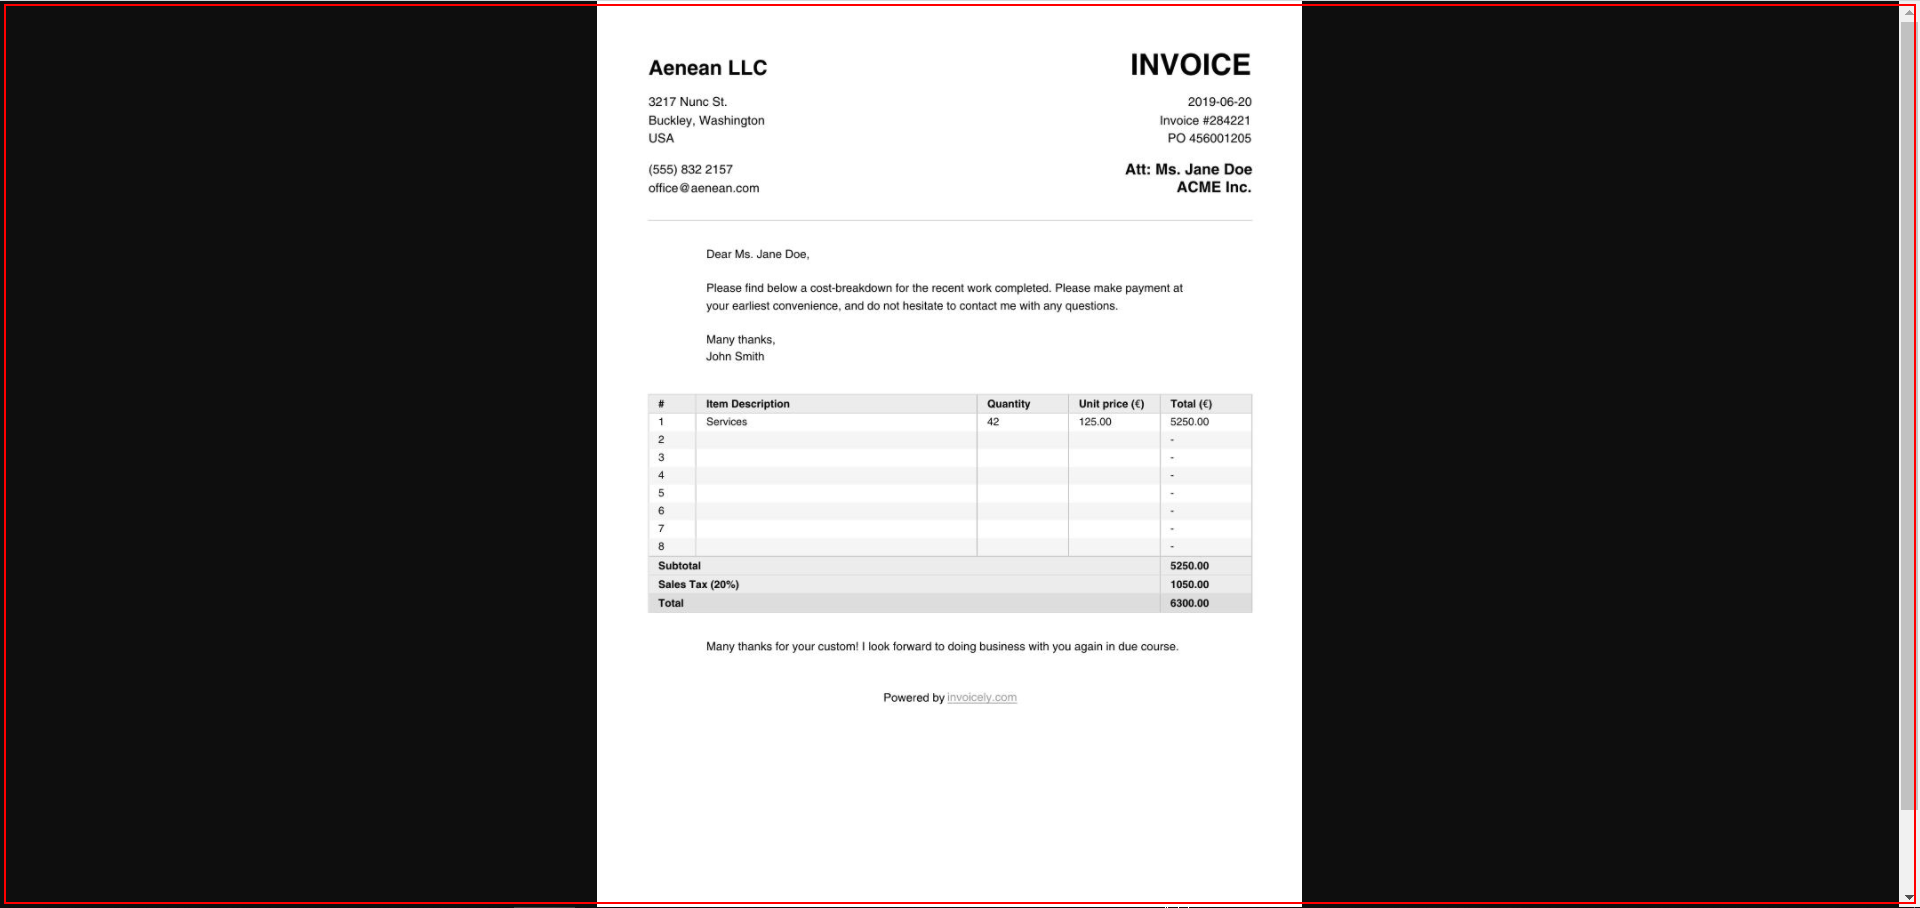 Aenean LLC
INVOICE
3217 Nunc St.
Buckley, Washington
USA
2019-06-20
Invoice #284221
PO 456001205
(555) 832 2157
office@aenean.com
Att: Ms. Jane Doe
ACME Inc.
Dear Ms. Jane Doe,
Please find below a cost-breakdown for the recent work completed. Please make payment at
your earliest convenience, and do not hesitate to contact me with any questions.
Many thanks,
John Smith
# Item Description Quantity Unit price (€) Total (€)
1 Services 42 125.00 5250.00
2 -
3 -
4 -
5 -
6 -
7 -
8 -
Subtotal 5250.00
Sales Tax (20%) 1050.00
Total 6300.00
Many thanks for your custom! I look forward to doing business with you again in due course.
Powered by invoicely.com